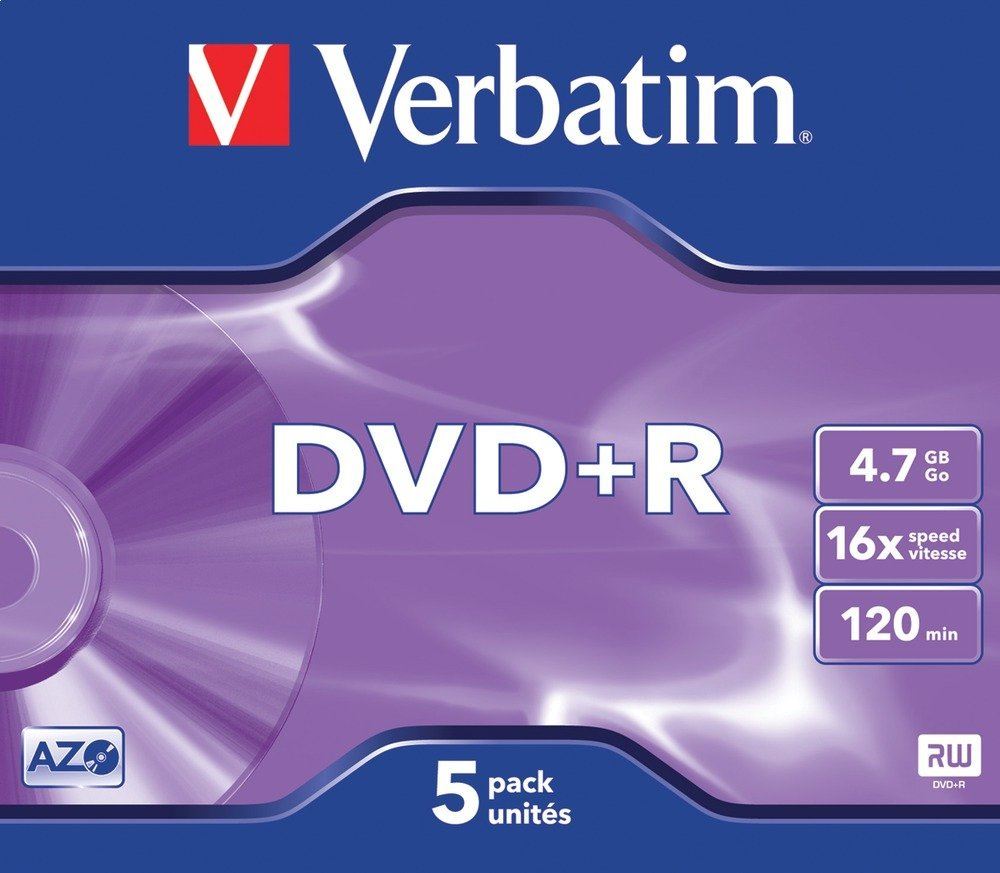 V Verbatim®
DVD+R
4.7 GB
Go
16x speed
vitesse
120 min
AZO
5 pack
unités
RW
DVD+R